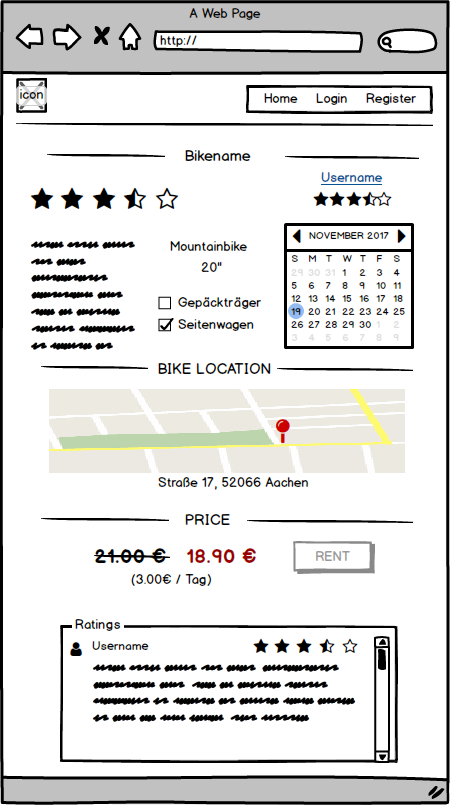 A Web Page
http://
icon
Home Login Register
Bikename
Username
Mountainbike
20"
Gepäckträger
Seitenwagen
NOVEMBER 2017
S M T W T F S
29 30 31 1 2 3 4
5 6 7 8 9 10 11
12 13 14 15 16 17 18
19 20 21 22 23 24 25
26 27 28 29 30 1 2
3 4 5 6 7 8 9
BIKE LOCATION
Straße 17, 52066 Aachen
PRICE
21.00 € 18.90 € RENT
(3.00€ / Tag)
Ratings
Username